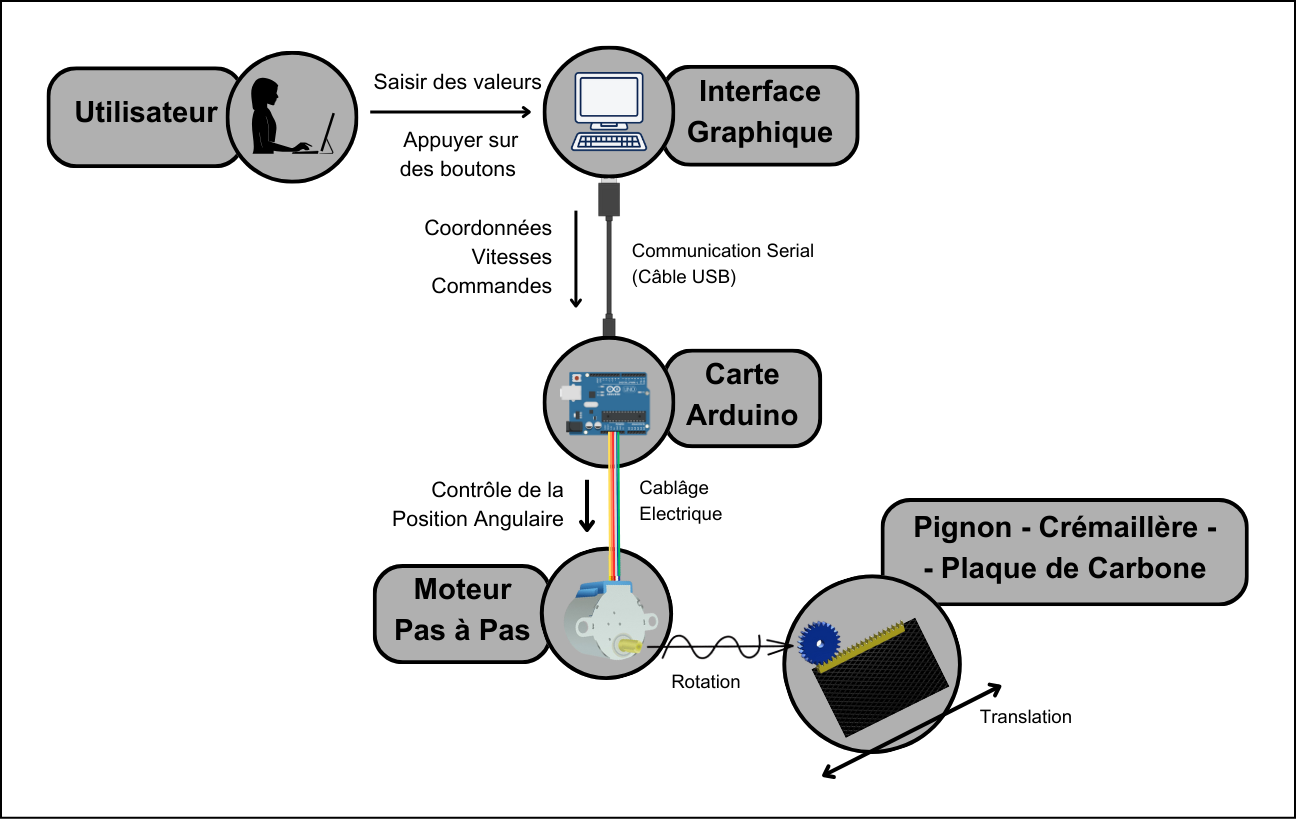 Utilisateur
Saisir des valeurs
Appuyer sur
des boutons
Interface
Graphique
Coordonnées
Vitesses
Commandes
Communication Serial
(Câble USB)
Carte
Arduino
Contrôle de la
Position Angulaire
Cablâge
Electrique
Moteur
Pas à Pas
Rotation
Pignon - Crémaillère -
- Plaque de Carbone
Translation